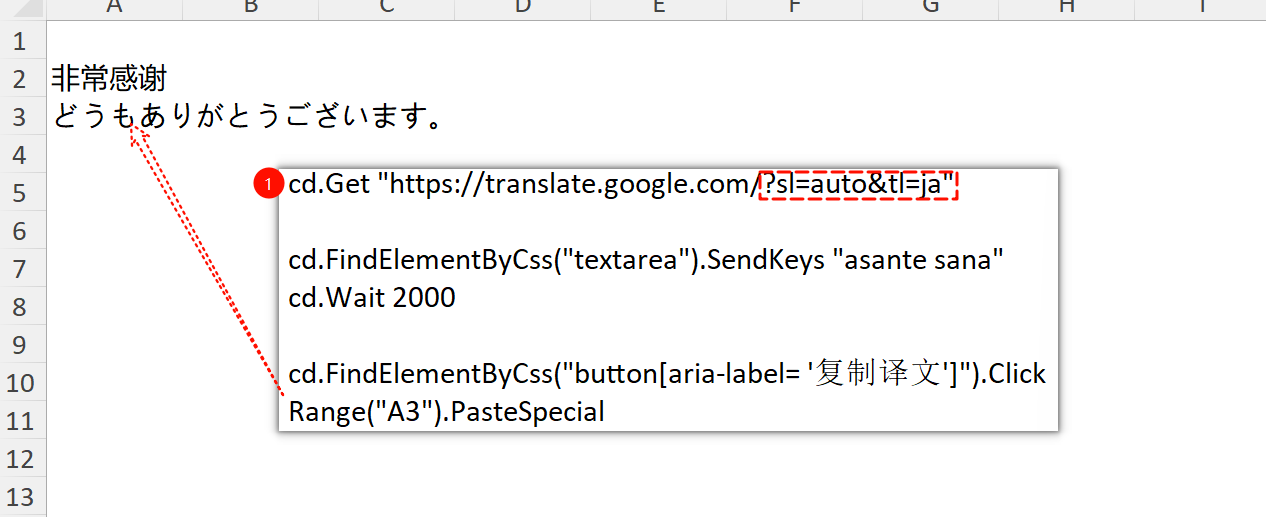 A B C D E F G H I
1
2 非常感谢
3 どうもありがとうございます。
4
5
6
7
8
9
10
11
12
13
1 cd.Get "https://translate.google.com/?sl=auto&tl=ja"
cd.FindElementByCss("textarea").SendKeys "asante sana"
cd.Wait 2000
cd.FindElementByCss("button[aria-label= '复制译文']").Click
Range("A3").PasteSpecial